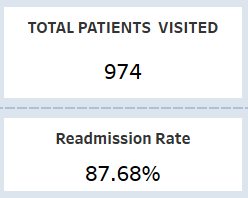 TOTAL PATIENTS VISITED
974
Readmission Rate
87.68%